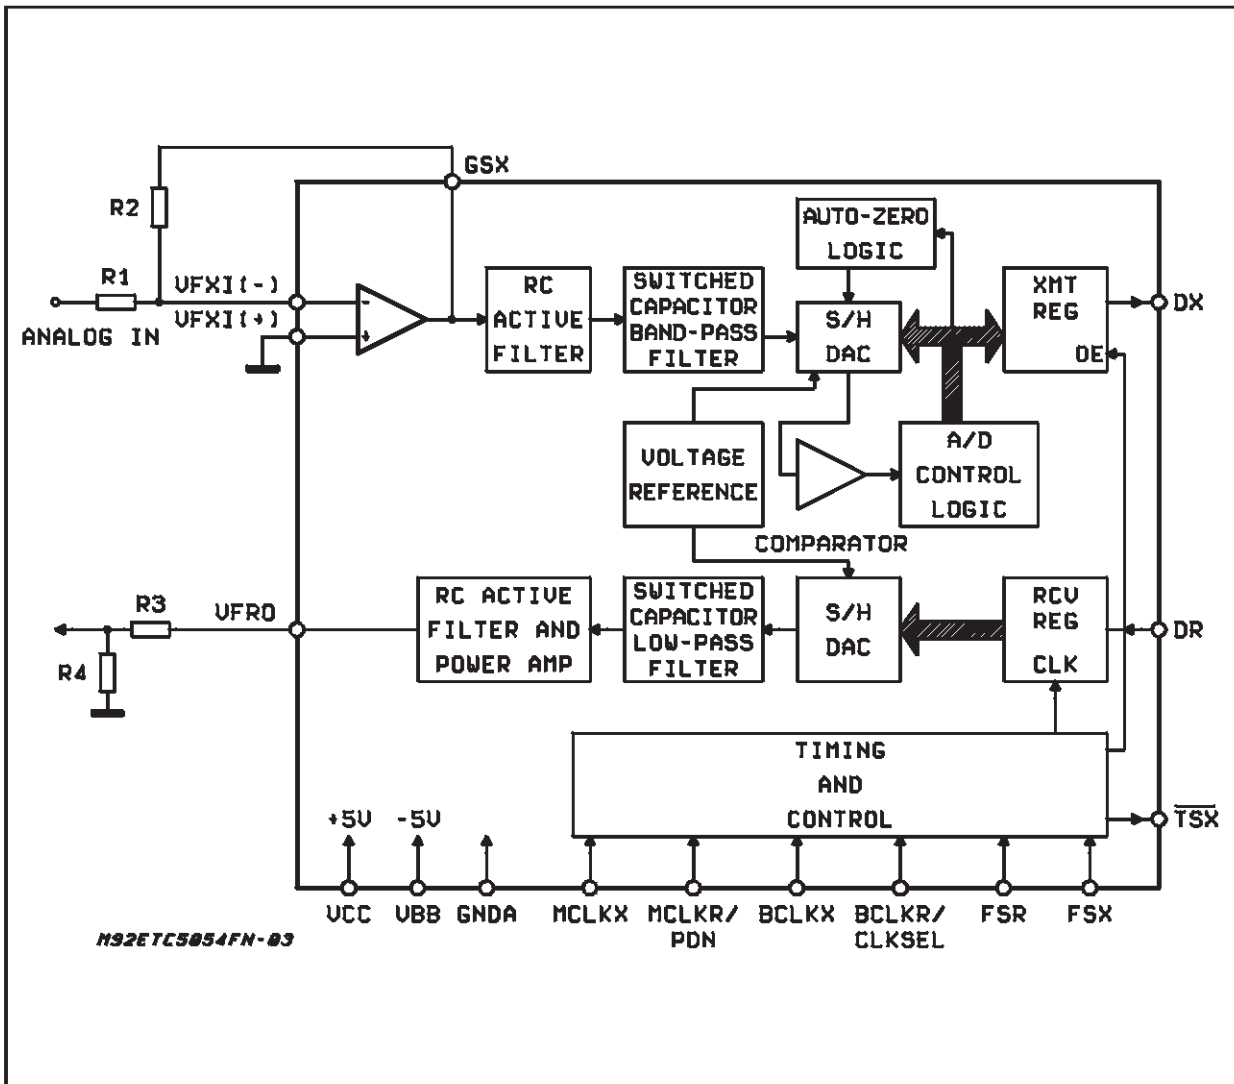 GSX
R2
R1
VFXI(-)
VFXI(+)
ANALOG IN
-
+
RC
ACTIVE
FILTER
SWITCHED
CAPACITOR
BAND-PASS
FILTER
AUTO-ZERO
LOGIC
S/H
DAC
XMT
REG
OE
DX
VOLTAGE
REFERENCE
A/D
CONTROL
LOGIC
COMPARATOR
R3
VFRO
R4
RC ACTIVE
FILTER AND
POWER AMP
SWITCHED
CAPACITOR
LOW-PASS
FILTER
S/H
DAC
RCV
REG
CLK
DR
TIMING
AND
CONTROL
TSX
+5V
-5V
VCC
VBB
GNDA
MCLKX
MCLKR/
PDN
BCLKX
BCLKR/
CLKSEL
FSR
FSX
M92ETC5054FN-03